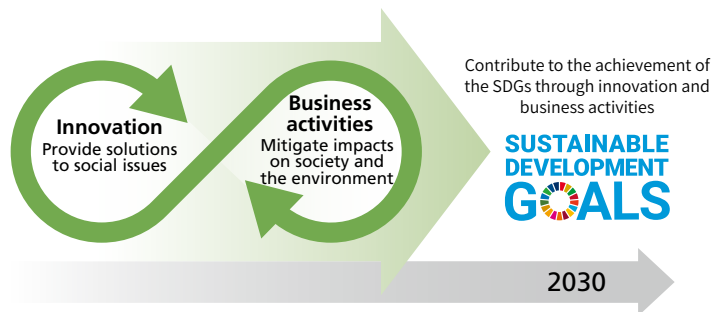 Innovation
Provide solutions
to social issues
Business
activities
Mitigate impacts
on society and
the environment
Contribute to the achievement of
the SDGs through innovation and
business activities
SUSTAINABLE
DEVELOPMENT
GOALS
2030